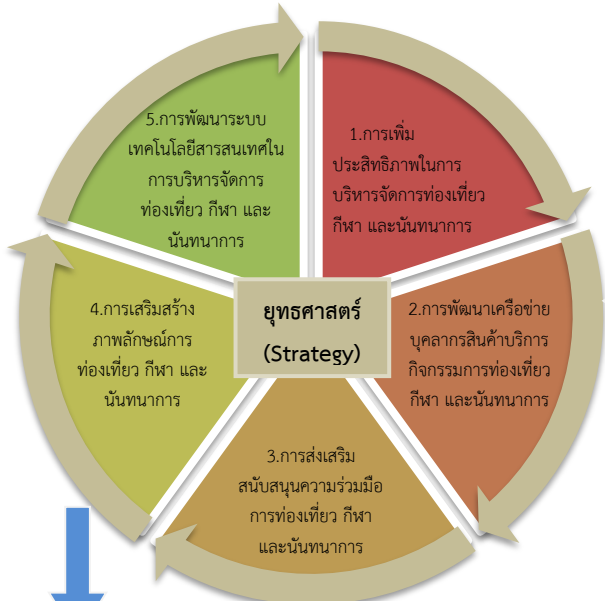 1.การเพิ่ม
ประสิทธิภาพในการ
บริหารจัดการท่องเที่ยว
กีฬา และนันทนาการ
2.การพัฒนาเครือข่าย
บุคลากรสินค้าบริการ
กิจกรรมการท่องเที่ยว
กีฬา และนันทนาการ
3.การส่งเสริม
สนับสนุนความร่วมมือ
การท่องเที่ยว กีฬา
และนันทนาการ
4.การเสริมสร้าง
ภาพลักษณ์การ
ท่องเที่ยว กีฬา และ
นันทนาการ
5.การพัฒนาระบบ
เทคโนโลยีสารสนเทศใน
การบริหารจัดการ
ท่องเที่ยว กีฬา และ
นันทนาการ
ยุทธศาสตร์
(Strategy)